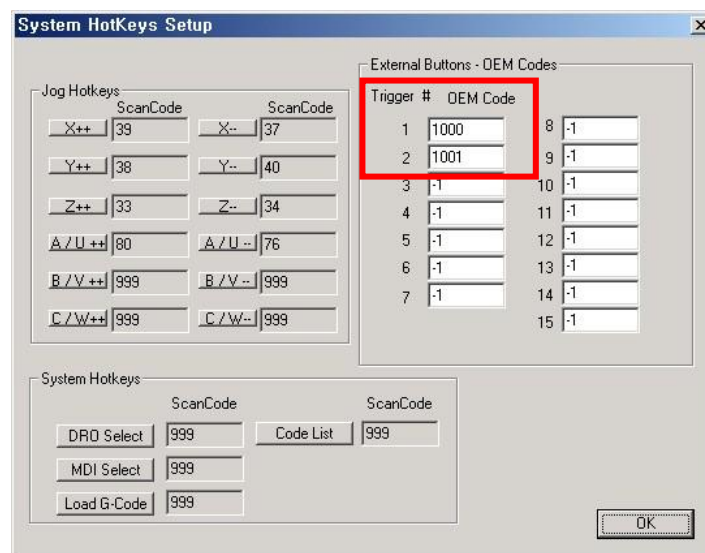 System HotKeys Setup
Jog Hotkeys
ScanCode ScanCode
X++ 39 X-- 37
Y++ 38 Y-- 40
Z++ 33 Z-- 34
A / U ++ 80 A / U -- 76
B / V ++ 999 B / V -- 999
C / W++ 999 C / W-- 999
External Buttons - OEM Codes
Trigger # OEM Code
1 1000 8 -1
2 1001 9 -1
3 -1 10 -1
4 -1 11 -1
5 -1 12 -1
6 -1 13 -1
7 -1 14 -1
15 -1
System Hotkeys
ScanCode ScanCode
DRO Select 999 Code List 999
MDI Select 999
Load G-Code 999
OK